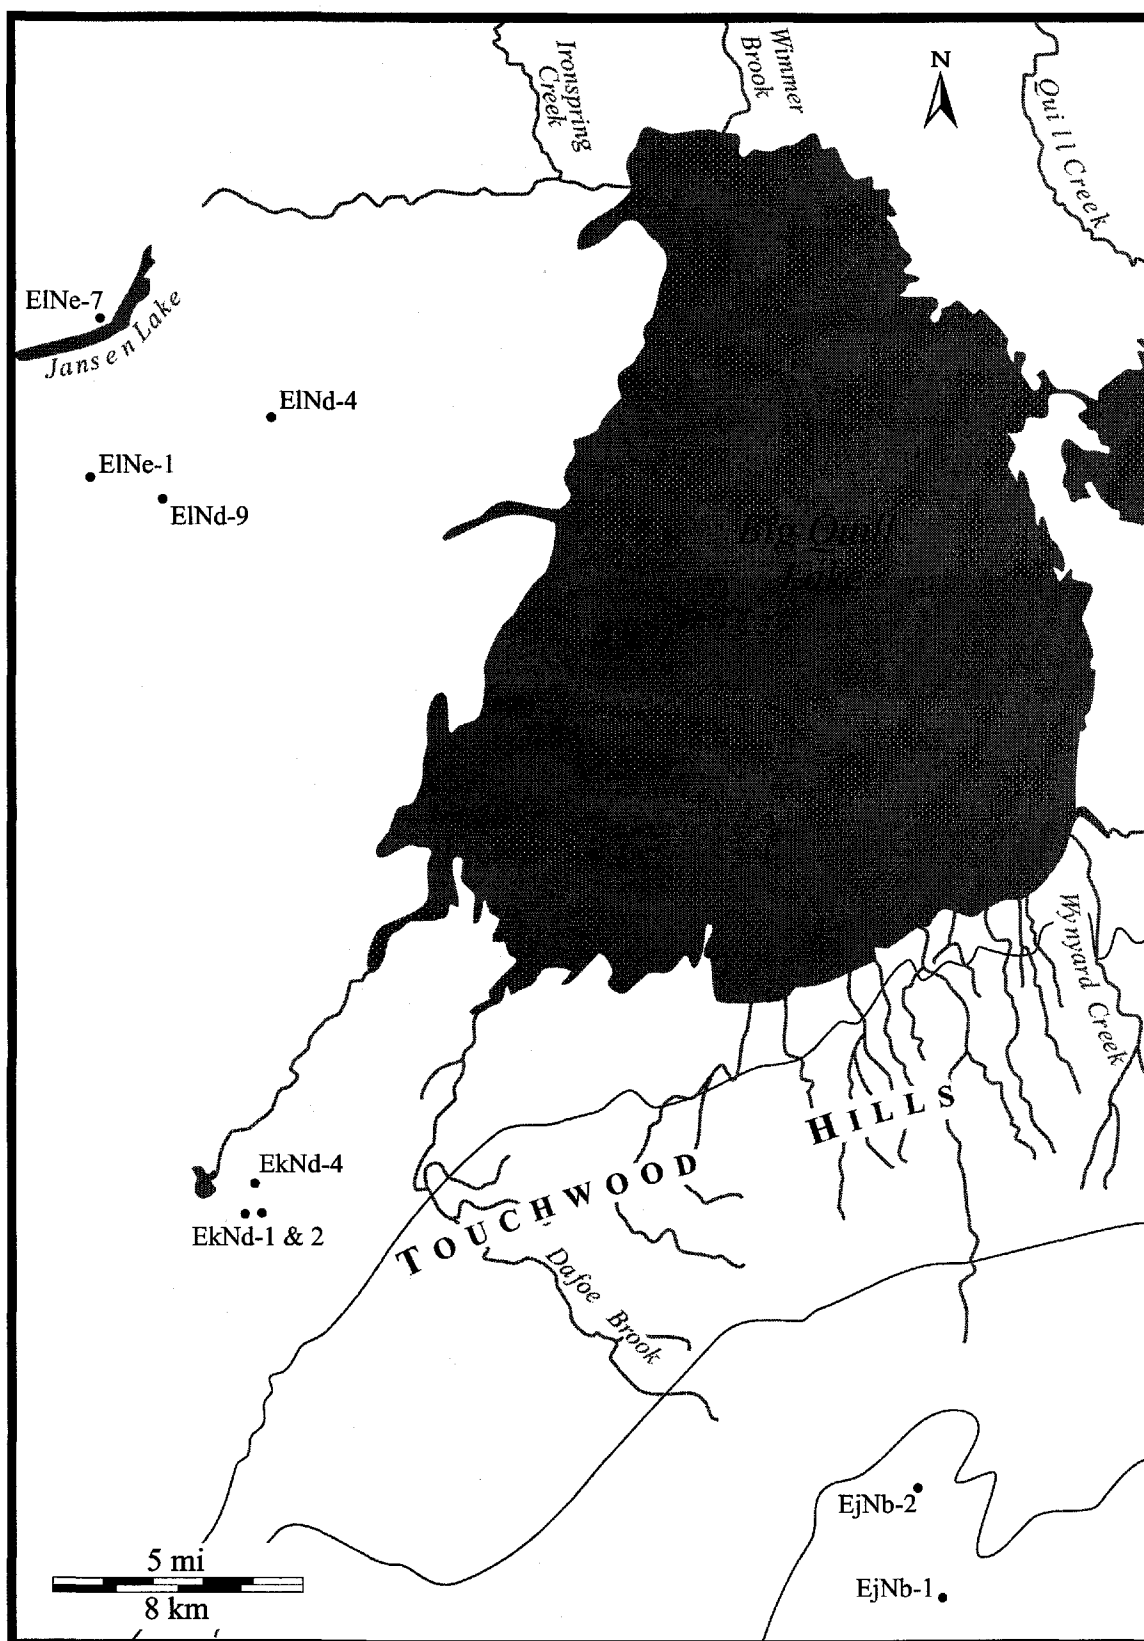 Ironspring
Creek
Wimmer
Brook
N
Quill Creek
ElNe-7
Jansen Lake
ElNd-4
ElNe-1
ElNd-9
Big Quill
Lake
Wynyard Creek
HILLS
EkNd-4
TOUCHWOOD
EkNd-1 & 2
Dafoe Brook
EjNb-2
5 mi
8 km
EjNb-1